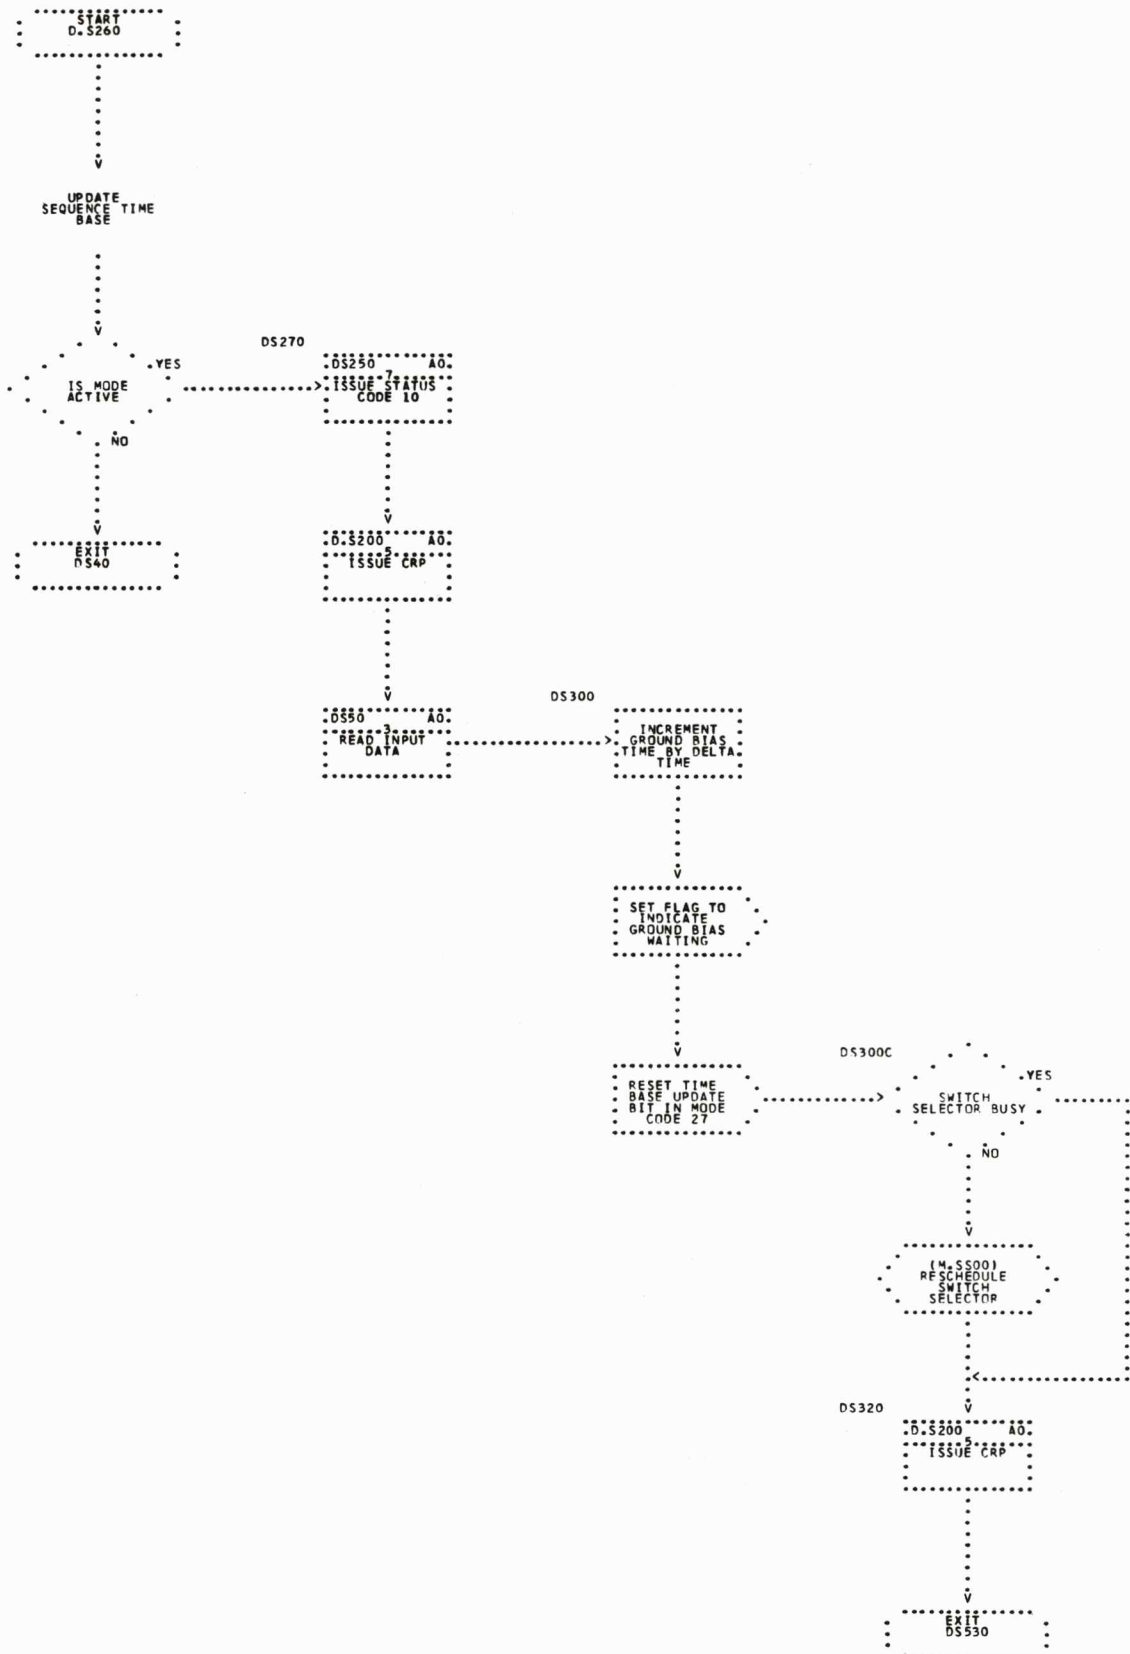 START
D.S260
UPDATE
SEQUENCE TIME
BASE
IS MODE
ACTIVE
YES
NO
EXIT
DS40
DS270
DS250 A0.
7
ISSUE STATUS
CODE 10
D.S200 A0.
5
ISSUE CRP
DS50 A0.
3
READ INPUT
DATA
DS300
INCREMENT
GROUND BIAS
TIME BY DELTA
TIME
SET FLAG TO
INDICATE
GROUND BIAS
WAITING
RESET TIME
BASE UPDATE
BIT IN MODE
CODE 27
DS300C
SWITCH
SELECTOR BUSY
YES
NO
(M.SS00)
RESCHEDULE
SWITCH
SELECTOR
DS320
D.S200 A0.
5
ISSUE CRP
EXIT
DS530